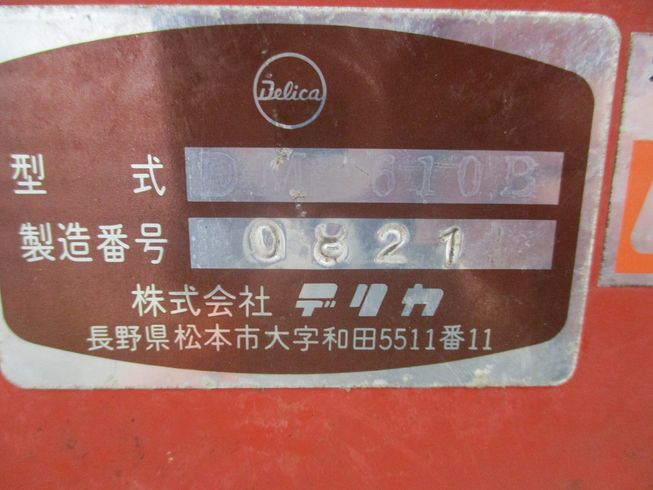 Delica
型式 DM 610B
製造番号 0821
株式会社 デリカ
長野県松本市大字和田5511番11